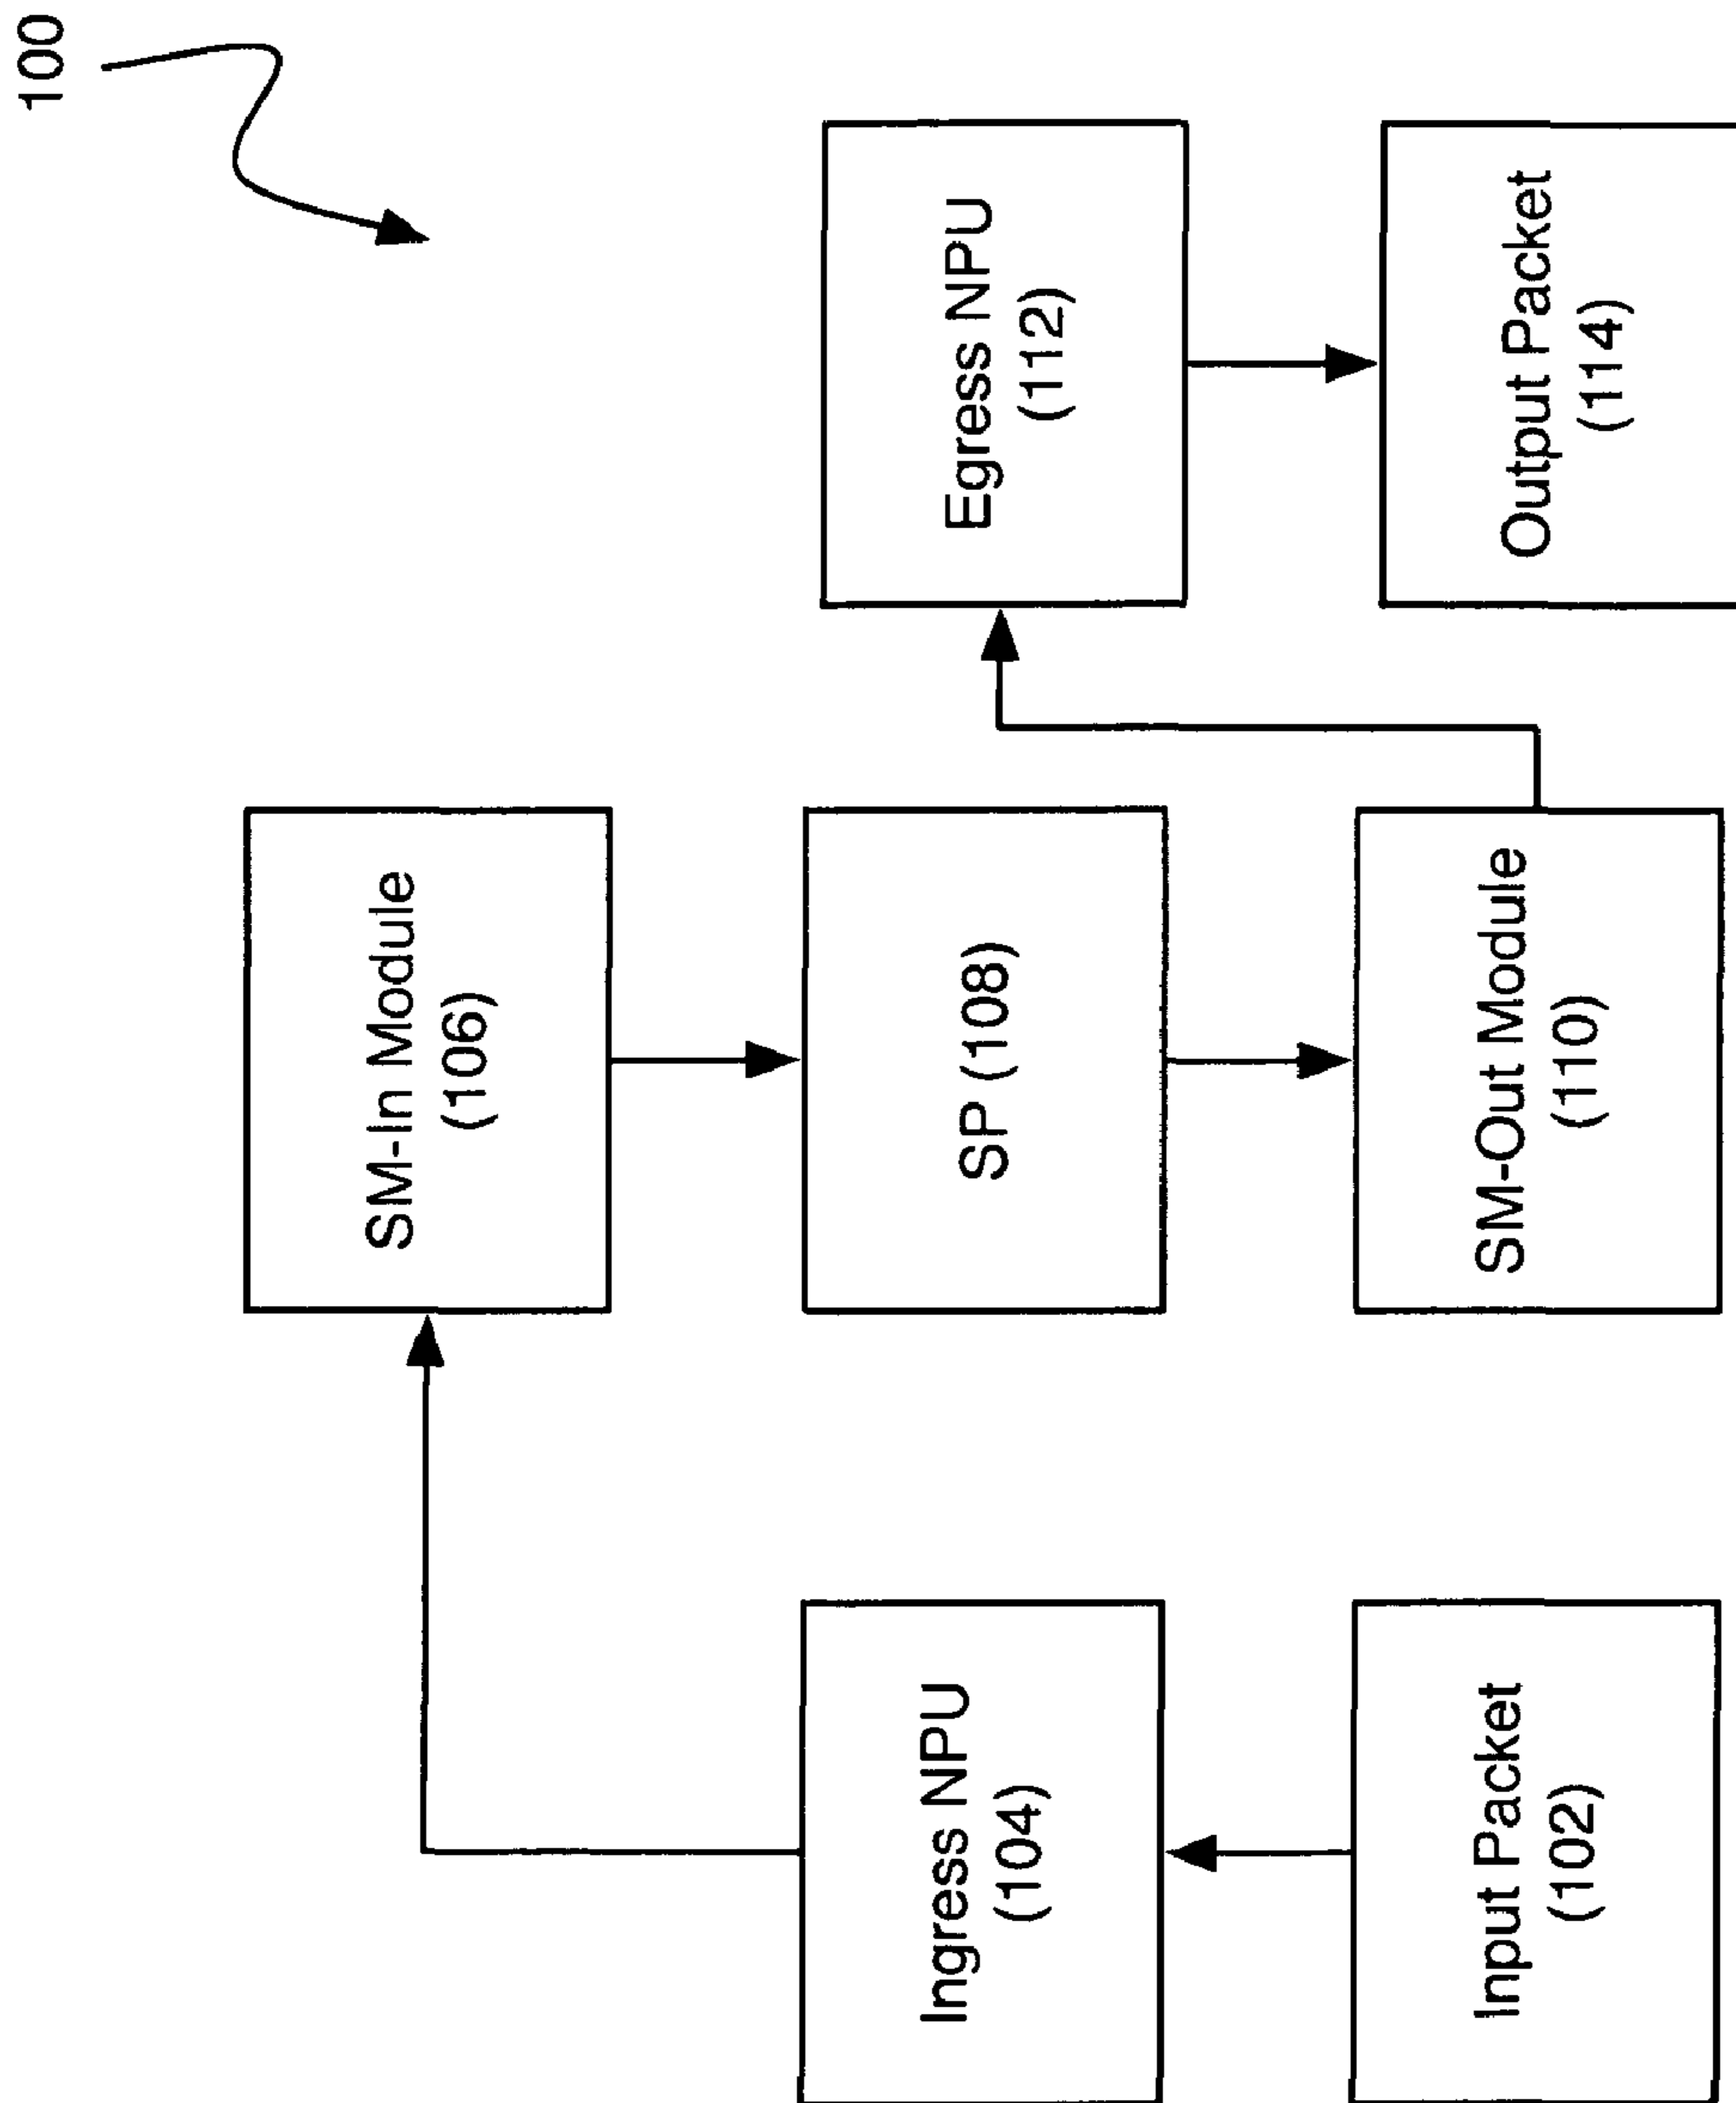 100
Input Packet
(102)
Ingress NPU
(104)
SM-In Module
(106)
SP (108)
SM-Out Module
(110)
Egress NPU
(112)
Output Packet
(114)